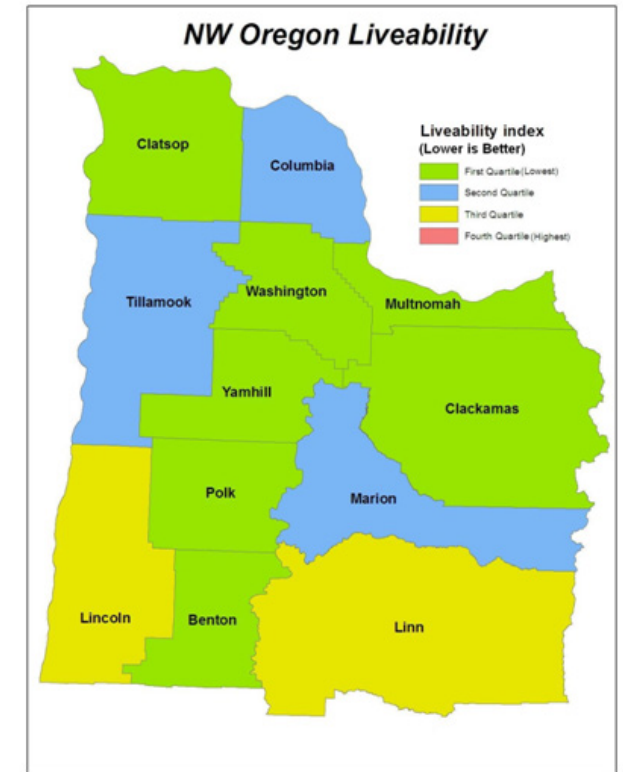 NW Oregon Liveability
Liveability index
(Lower is Better)
First Quartile(Lowest)
Second Quartile
Third Quartile
Fourth Quartile (Highest)
Clatsop
Columbia
Tillamook
Washington
Multnomah
Yamhill
Clackamas
Polk
Marion
Lincoln
Benton
Linn